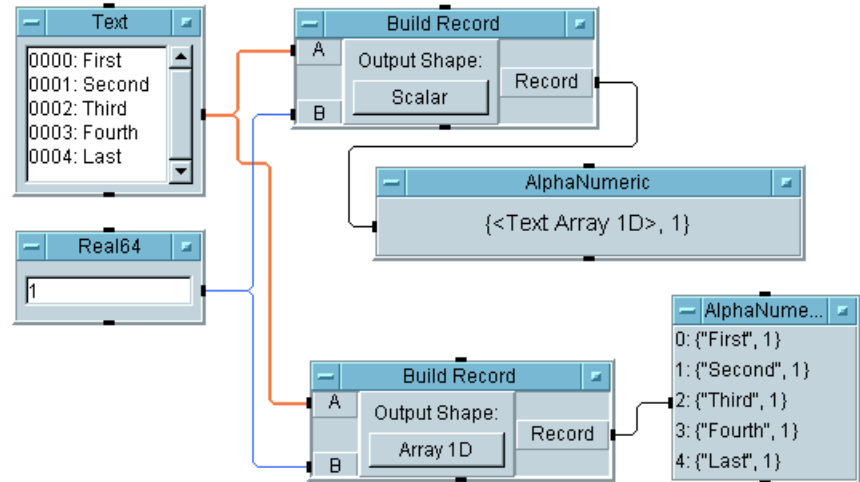 Text
0000: First
0001: Second
0002: Third
0003: Fourth
0004: Last
Build Record
A
Output Shape:
Scalar
Record
B
AlphaNumeric
{<Text Array 1D>, 1}
Real64
1
Build Record
A
Output Shape:
Array 1D
Record
B
AlphaNume...
0: {"First", 1}
1: {"Second", 1}
2: {"Third", 1}
3: {"Fourth", 1}
4: {"Last", 1}